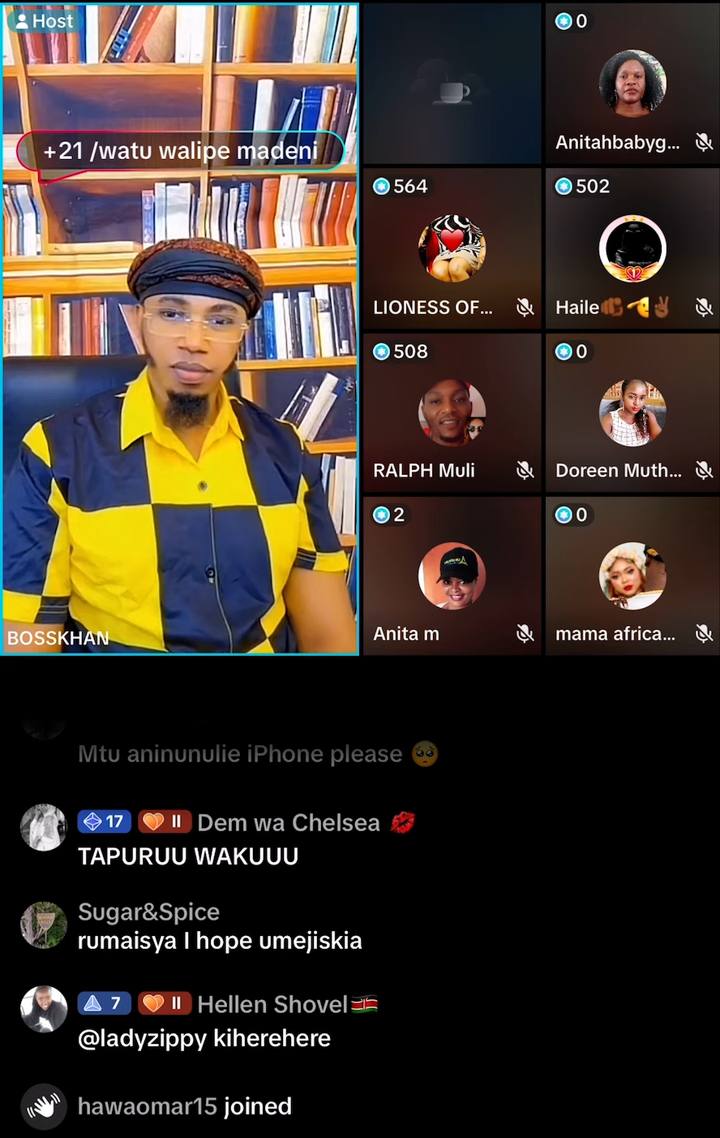 Host
+21 /watu walipe madeni
BOSSKHAN
0
Anitahbabyg...
564
LIONESS OF...
502
Haile
508
RALPH Muli
0
Doreen Muth...
2
Anita m
0
mama africa...
Mtu aninunulie iPhone please 🥺
17 II Dem wa Chelsea 💋
TAPURUU WAKUUU
Sugar&Spice
rumaisya I hope umejiskia
7 II Hellen Shovel🇰🇪
@ladyzippy kiherehere
hawaomar15 joined